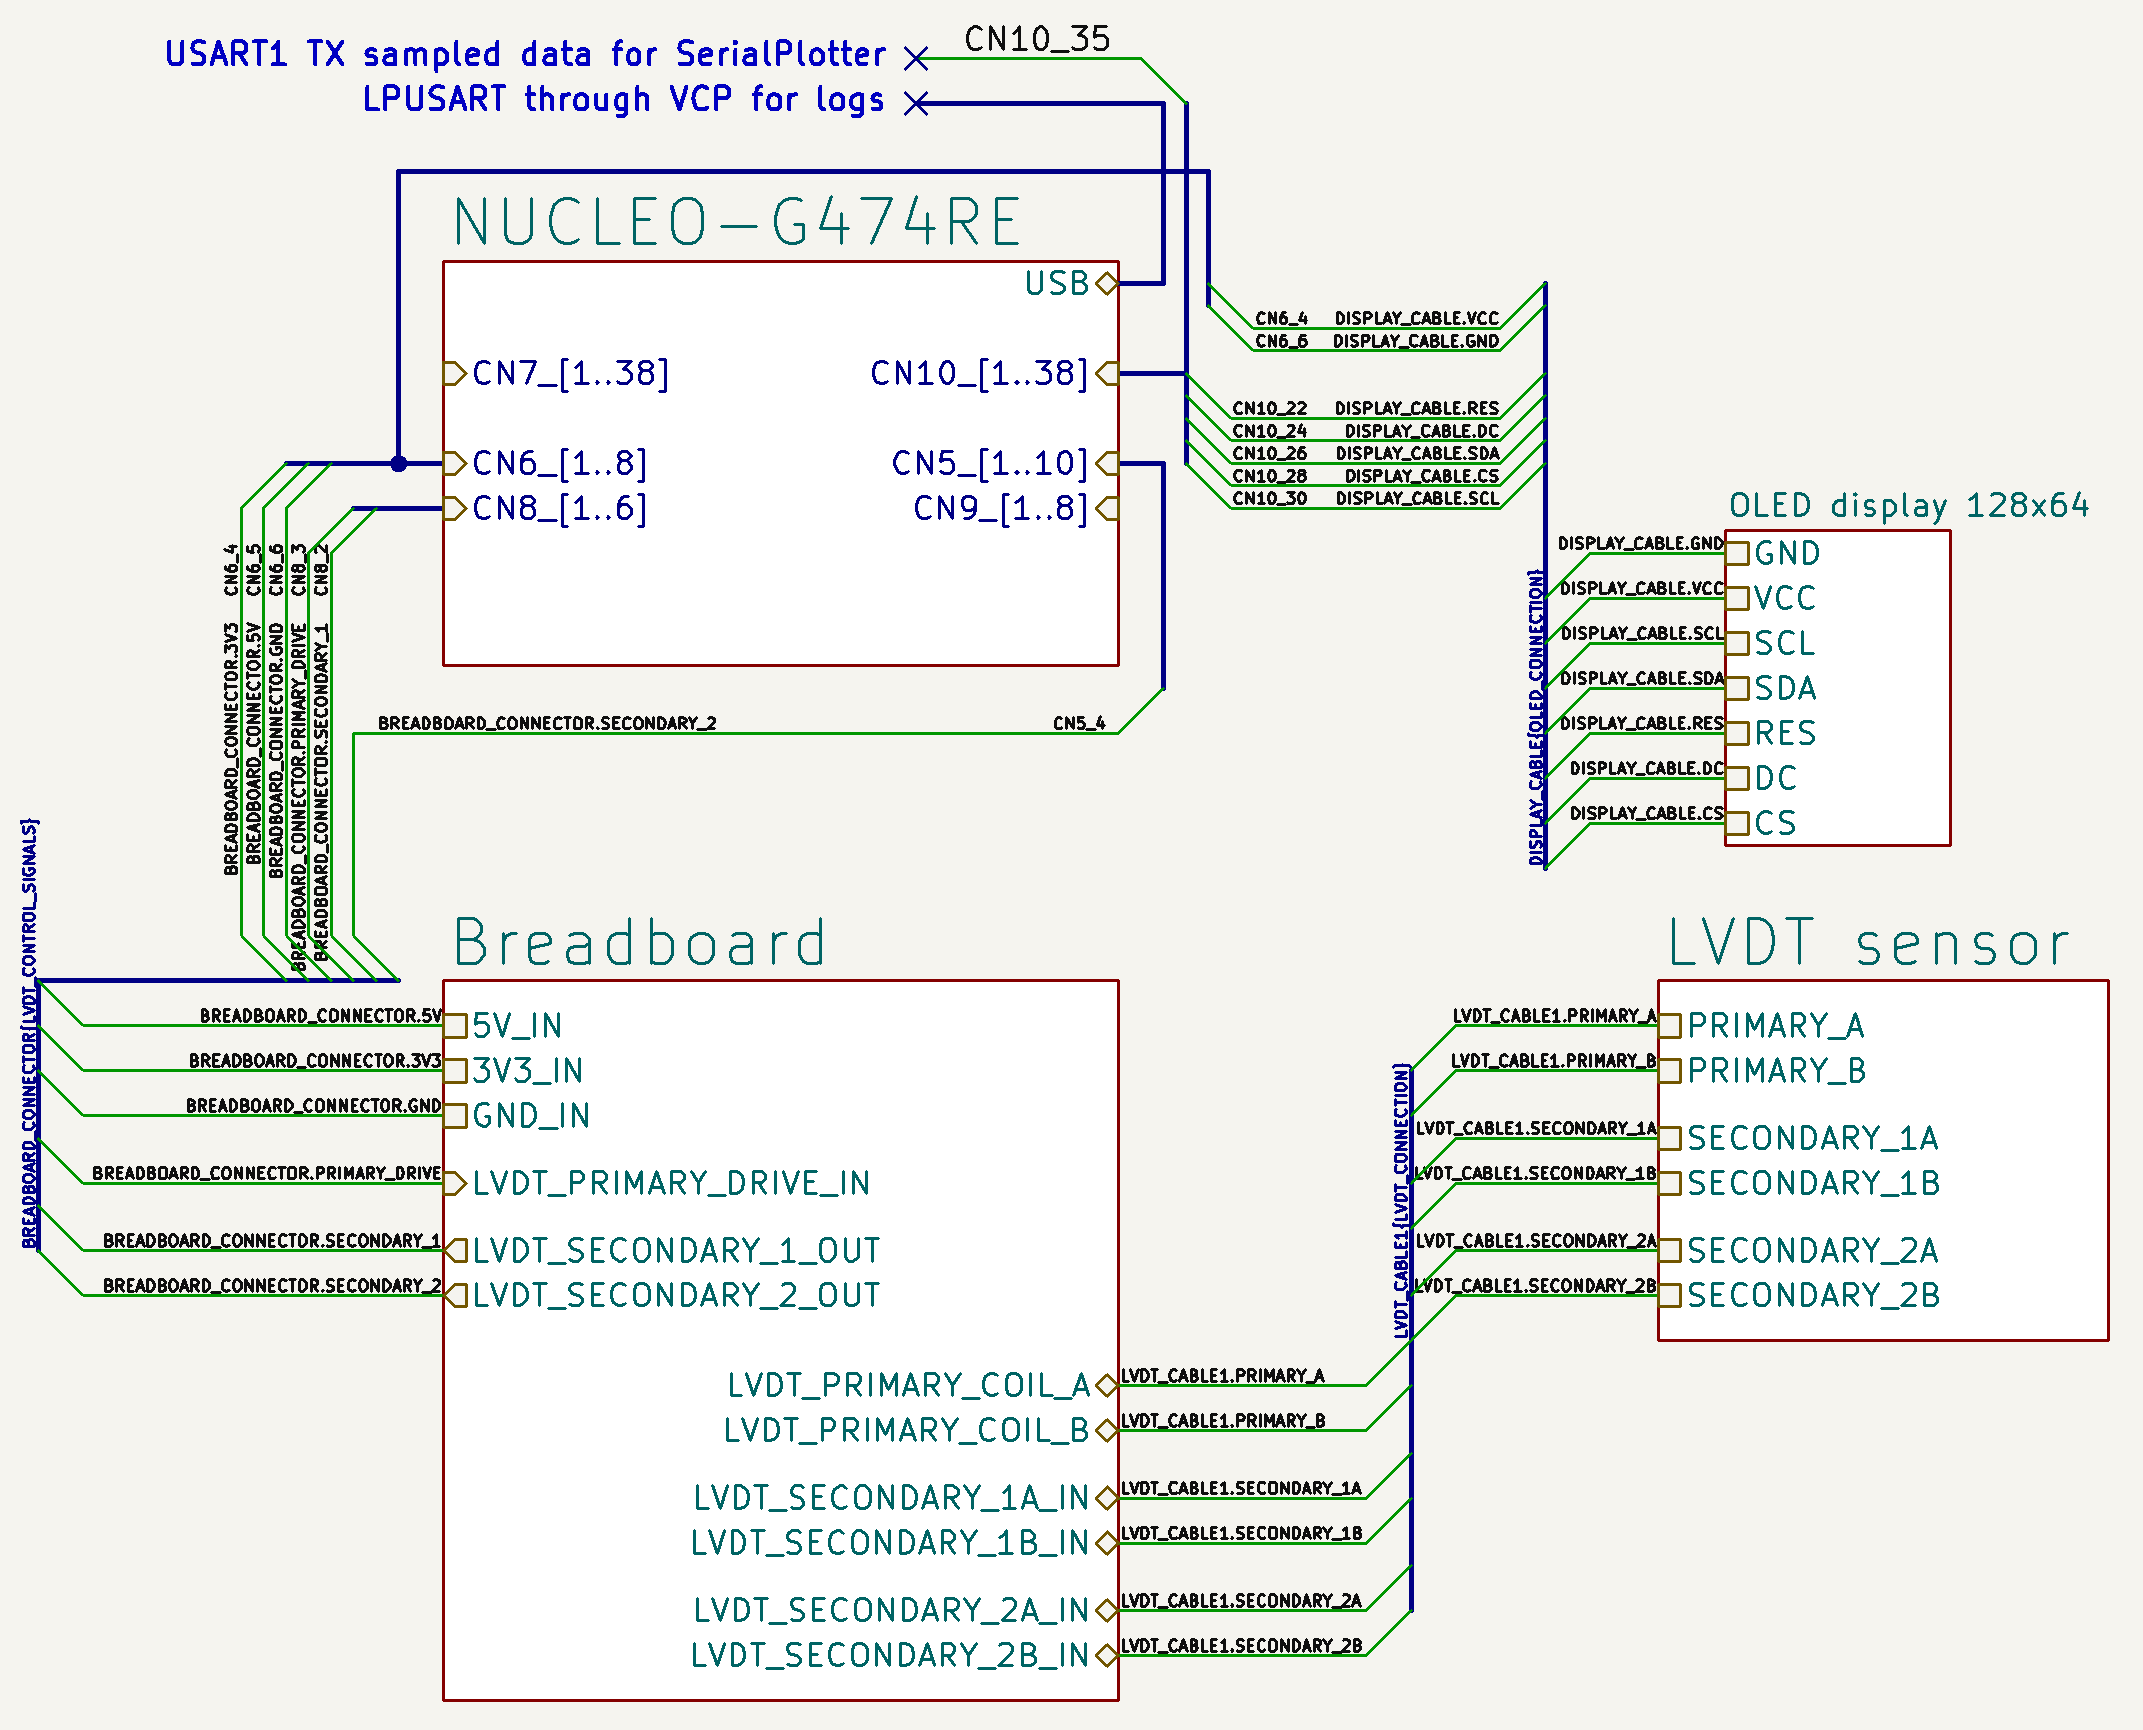 CN10_35
USART1 TX sampled data for SerialPlotter
LPUSART through VCP for logs
NUCLEO-G474RE
USB
CN7_[1..38]
CN10_[1..38]
CN6_[1..8]
CN5_[1..10]
CN8_[1..6]
CN9_[1..8]
CN6_4 DISPLAY_CABLE.VCC
CN6_6 DISPLAY_CABLE.GND
CN10_22 DISPLAY_CABLE.RES
CN10_24 DISPLAY_CABLE.DC
CN10_26 DISPLAY_CABLE.SDA
CN10_28 DISPLAY_CABLE.CS
CN10_30 DISPLAY_CABLE.SCL
DISPLAY_CABLE{OLED_CONNECTION}
OLED display 128x64
DISPLAY_CABLE.GND
GND
DISPLAY_CABLE.VCC
VCC
DISPLAY_CABLE.SCL
SCL
DISPLAY_CABLE.SDA
SDA
DISPLAY_CABLE.RES
RES
DISPLAY_CABLE.DC
DC
DISPLAY_CABLE.CS
CS
BREADBOARD_CONNECTOR.3V3 CN6_4
BREADBOARD_CONNECTOR.5V CN6_5
BREADBOARD_CONNECTOR.GND CN6_6
BREADBOARD_CONNECTOR.PRIMARY_DRIVE CN8_3
BREADBOARD_CONNECTOR.SECONDARY_1 CN8_2
BREADBOARD_CONNECTOR.SECONDARY_2 CN5_4
BREADBOARD_CONNECTOR{LVDT_CONTROL_SIGNALS}
Breadboard
BREADBOARD_CONNECTOR.5V
5V_IN
BREADBOARD_CONNECTOR.3V3
3V3_IN
BREADBOARD_CONNECTOR.GND
GND_IN
BREADBOARD_CONNECTOR.PRIMARY_DRIVE
LVDT_PRIMARY_DRIVE_IN
BREADBOARD_CONNECTOR.SECONDARY_1
LVDT_SECONDARY_1_OUT
BREADBOARD_CONNECTOR.SECONDARY_2
LVDT_SECONDARY_2_OUT
LVDT_PRIMARY_COIL_A
LVDT_CABLE1.PRIMARY_A
LVDT_PRIMARY_COIL_B
LVDT_CABLE1.PRIMARY_B
LVDT_SECONDARY_1A_IN
LVDT_CABLE1.SECONDARY_1A
LVDT_SECONDARY_1B_IN
LVDT_CABLE1.SECONDARY_1B
LVDT_SECONDARY_2A_IN
LVDT_CABLE1.SECONDARY_2A
LVDT_SECONDARY_2B_IN
LVDT_CABLE1.SECONDARY_2B
LVDT_CABLE1{LVDT_CONNECTION}
LVDT sensor
LVDT_CABLE1.PRIMARY_A
PRIMARY_A
LVDT_CABLE1.PRIMARY_B
PRIMARY_B
LVDT_CABLE1.SECONDARY_1A
SECONDARY_1A
LVDT_CABLE1.SECONDARY_1B
SECONDARY_1B
LVDT_CABLE1.SECONDARY_2A
SECONDARY_2A
LVDT_CABLE1.SECONDARY_2B
SECONDARY_2B